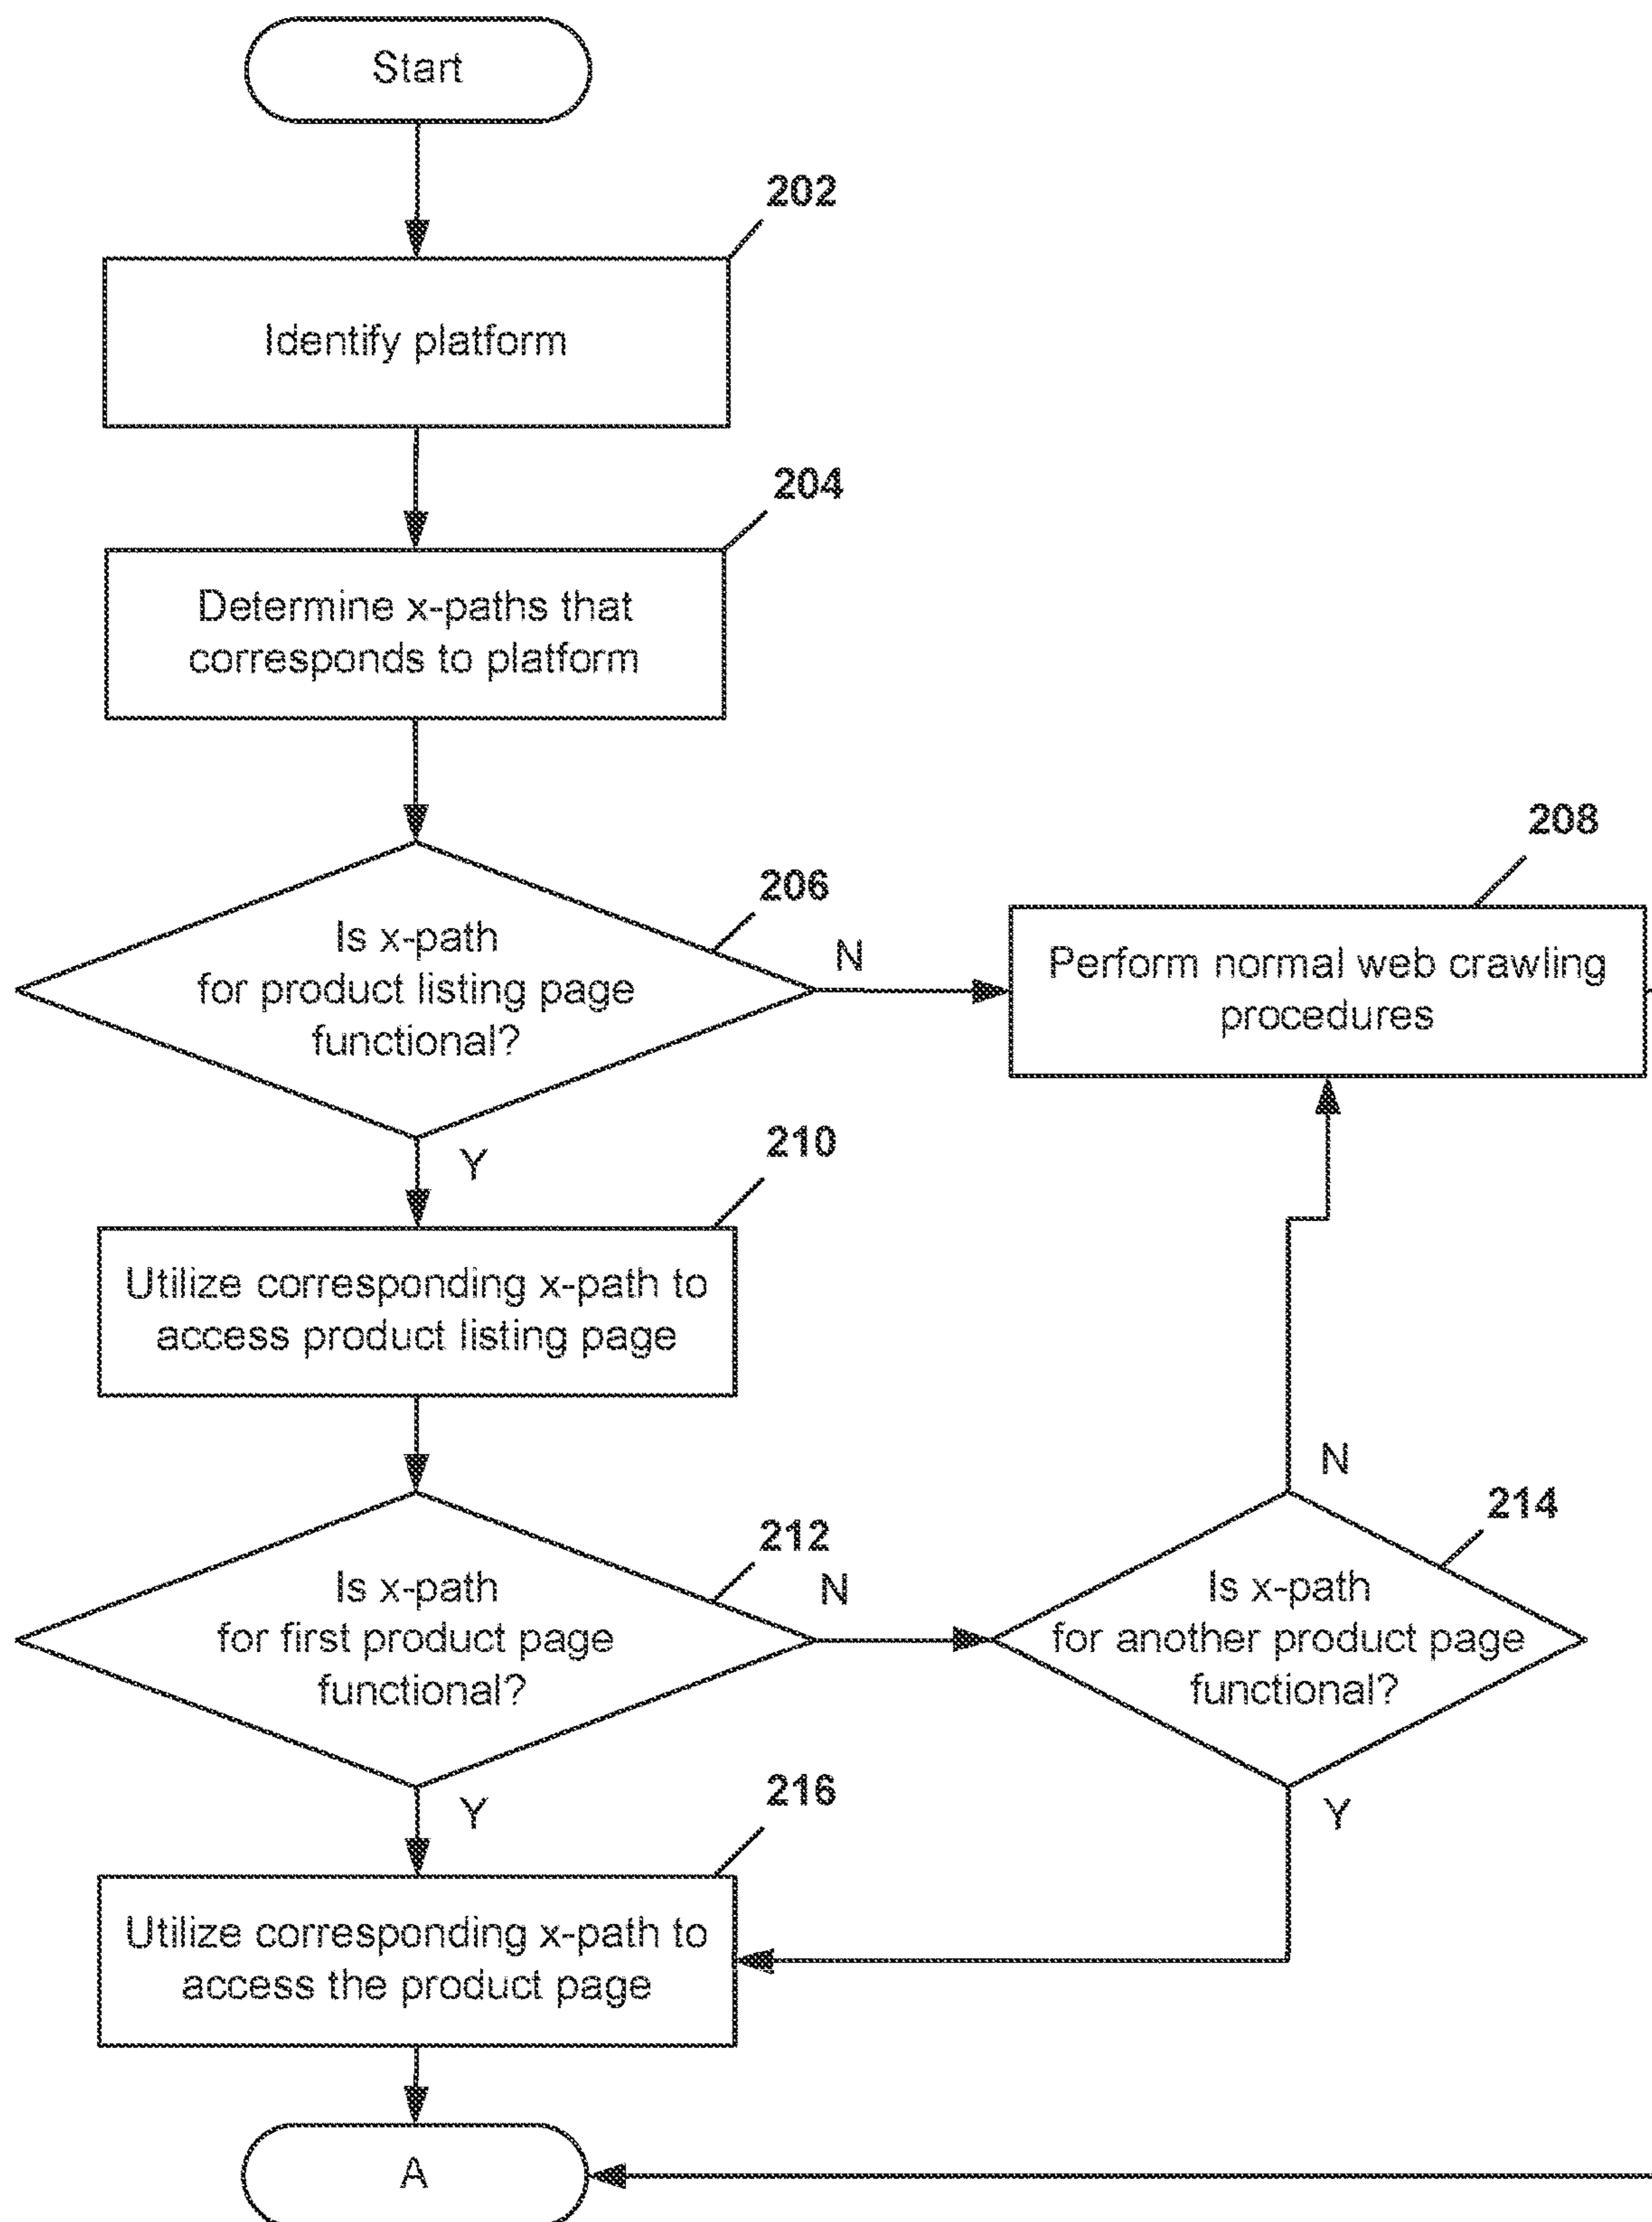 Start
202
Identify platform
204
Determine x-paths that
corresponds to platform
206
Is x-path
for product listing page
functional?
N
208
Perform normal web crawling
procedures
Y
210
Utilize corresponding x-path to
access product listing page
212
Is x-path
for first product page
functional?
N
214
Is x-path
for another product page
functional?
N
Y
Y
216
Utilize corresponding x-path to
access the product page
A